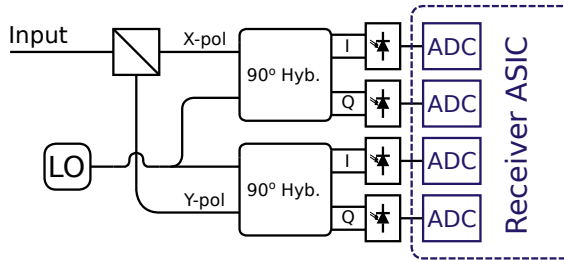 Input
X-pol
90° Hyb.
I
ADC
Q
ADC
LO
Y-pol
90° Hyb.
I
ADC
Q
ADC
Receiver ASIC